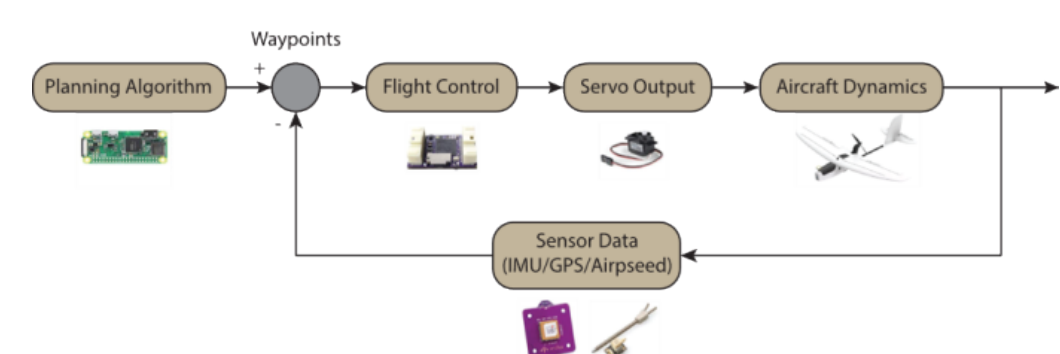 Waypoints
+
Planning Algorithm
Flight Control
Servo Output
Aircraft Dynamics
-
Sensor Data
(IMU/GPS/Airpseed)